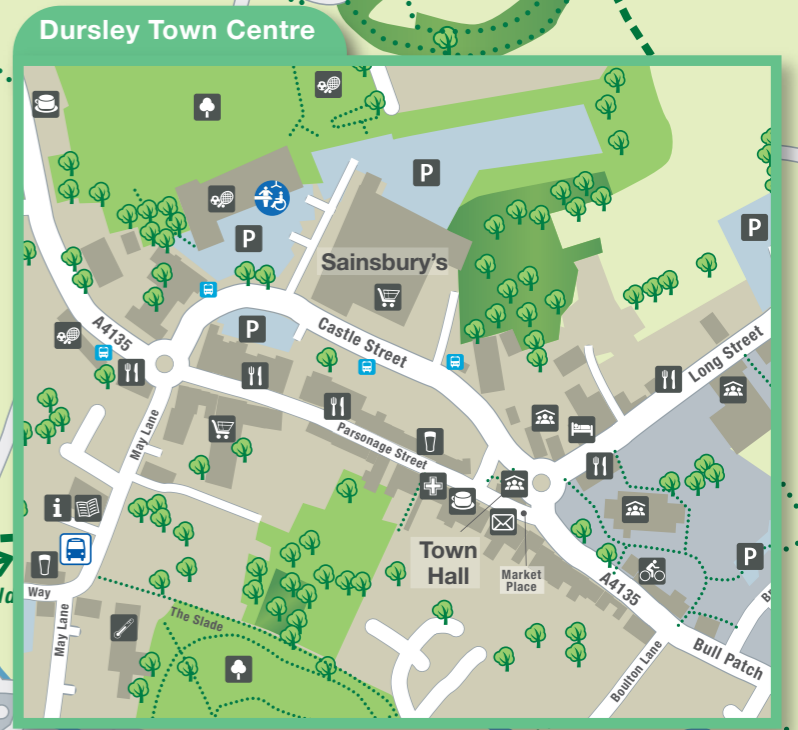 Dursley Town Centre
P
P
P
Sainsbury's
A4135
P
Castle Street
Long Street
May Lane
Parsonage Street
i
Town
Hall
Market
Place
P
A4135
Way
The Slade
May Lane
Boulton Lane
Bull Patch